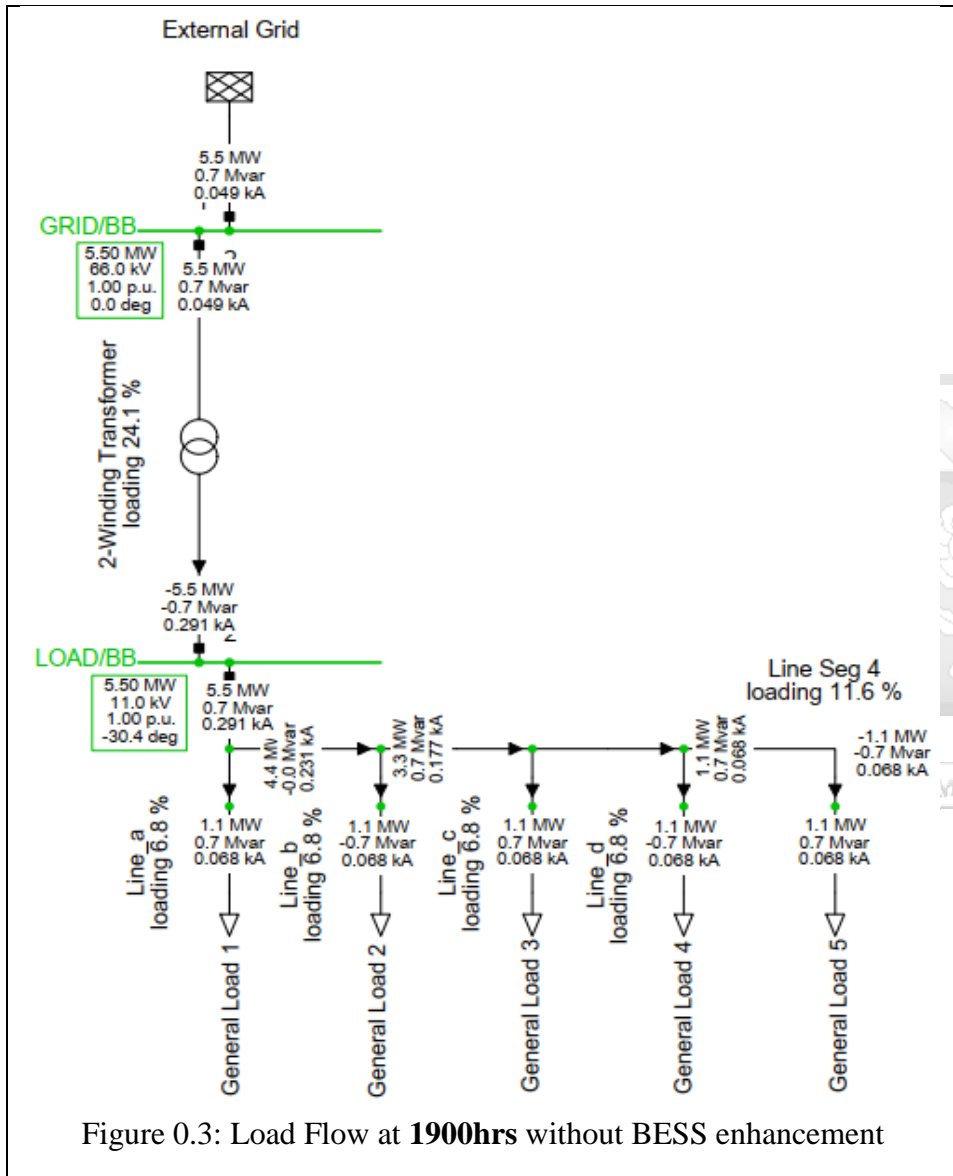 External Grid
5.5 MW
0.7 Mvar
0.049 kA
GRID/BB
5.50 MW
66.0 kV
1.00 p.u.
0.0 deg
5.5 MW
0.7 Mvar
0.049 kA
2-Winding Transformer
loading 24.1 %
-5.5 MW
-0.7 Mvar
0.291 kA
LOAD/BB
5.50 MW
11.0 kV
1.00 p.u.
-30.4 deg
5.5 MW
0.7 Mvar
0.291 kA
Line Seg 4
loading 11.6 %
4.4 MV
-0.0 Mvar
0.231 kA
3.3 MW
0.7 Mvar
0.177 kA
1.1 MW
0.7 Mvar
0.068 kA
-1.1 MW
-0.7 Mvar
0.068 kA
Line_a
loading 6.8 %
1.1 MW
0.7 Mvar
0.068 kA
Line_b
loading 6.8 %
1.1 MW
-0.7 Mvar
0.068 kA
Line_c
loading 6.8 %
1.1 MW
0.7 Mvar
0.068 kA
Line_d
loading 6.8 %
1.1 MW
-0.7 Mvar
0.068 kA
1.1 MW
0.7 Mvar
0.068 kA
General Load 1
General Load 2
General Load 3
General Load 4
General Load 5
Figure 0.3: Load Flow at 1900hrs without BESS enhancement